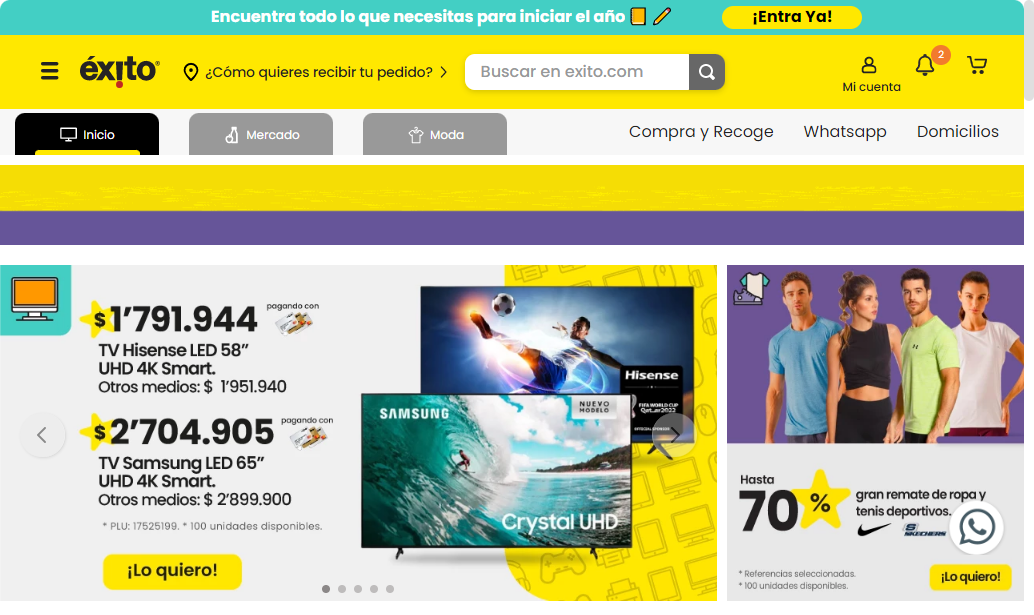 Encuentra todo lo que necesitas para iniciar el año
¡Entra Ya!
éxito
¿Cómo quieres recibir tu pedido?
Buscar en exito.com
2
Mi cuenta
Inicio
Mercado
Moda
Compra y Recoge
Whatsapp
Domicilios
$1'791.944
pagando con
TV Hisense LED 58"
UHD 4K Smart.
Otros medios: $ 1'951.940
$2'704.905
pagando con
TV Samsung LED 65"
UHD 4K Smart.
Otros medios: $ 2'899.900
* PLU: 17525199. * 100 unidades disponibles.
¡Lo quiero!
Hisense
FIFA WORLD CUP
Qatar2022
OFFICIAL SPONSOR
SAMSUNG
NUEVO
MODELO
Crystal UHD
Hasta
70%
gran remate de ropa y
tenis deportivos.
SKECHERS
* Referencias seleccionadas.
* 100 unidades disponibles.
¡Lo quiero!